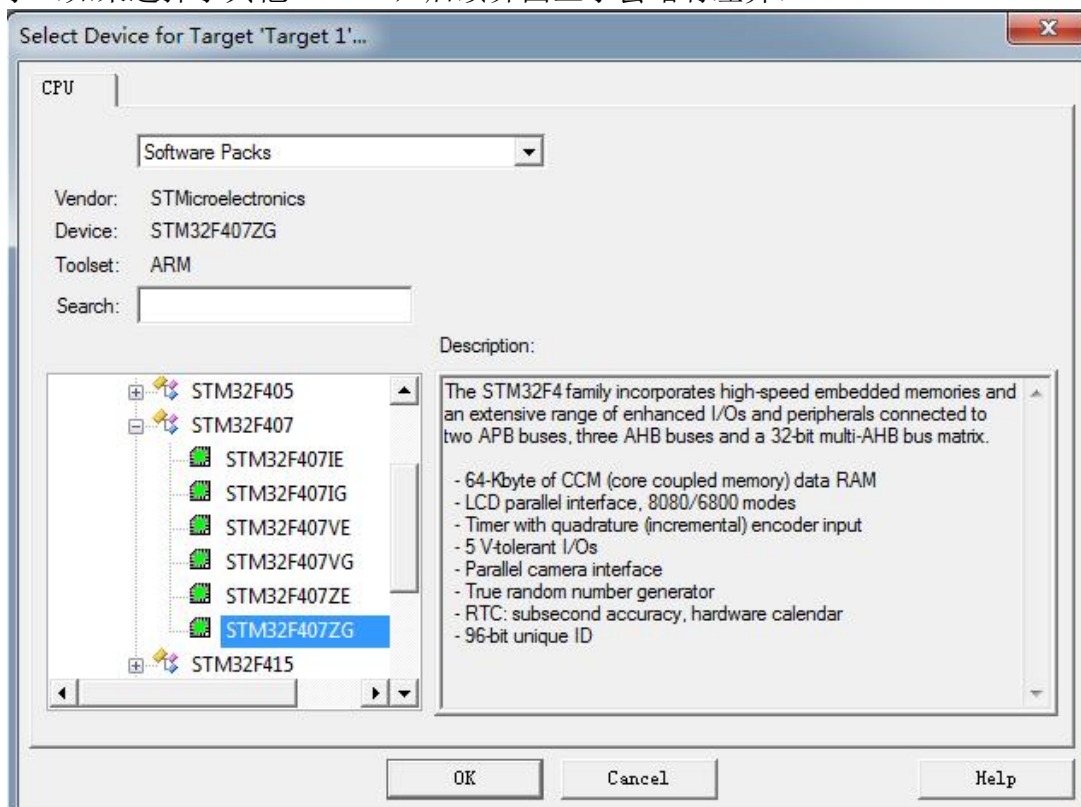 Select Device for Target 'Target 1'...
CPU
Software Packs
Vendor: STMicroelectronics
Device: STM32F407ZG
Toolset: ARM
Search:
Description:
STM32F405
STM32F407
STM32F407IE
STM32F407IG
STM32F407VE
STM32F407VG
STM32F407ZE
STM32F407ZG
STM32F415
The STM32F4 family incorporates high-speed embedded memories and
an extensive range of enhanced I/Os and peripherals connected to
two APB buses, three AHB buses and a 32-bit multi-AHB bus matrix.
- 64-Kbyte of CCM (core coupled memory) data RAM
- LCD parallel interface, 8080/6800 modes
- Timer with quadrature (incremental) encoder input
- 5 V-tolerant I/Os
- Parallel camera interface
- True random number generator
- RTC: subsecond accuracy, hardware calendar
- 96-bit unique ID
OK
Cancel
Help